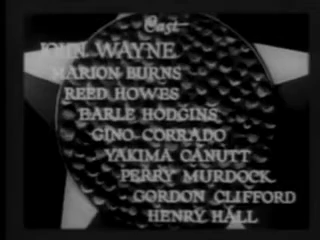 Cast
JOHN WAYNE
MARION BURNS
REED HOWES
EARLE HODGINS
GINO CORRADO
YAKIMA CANUTT
PERRY MURDOCK
GORDON CLIFFORD
HENRY HALL